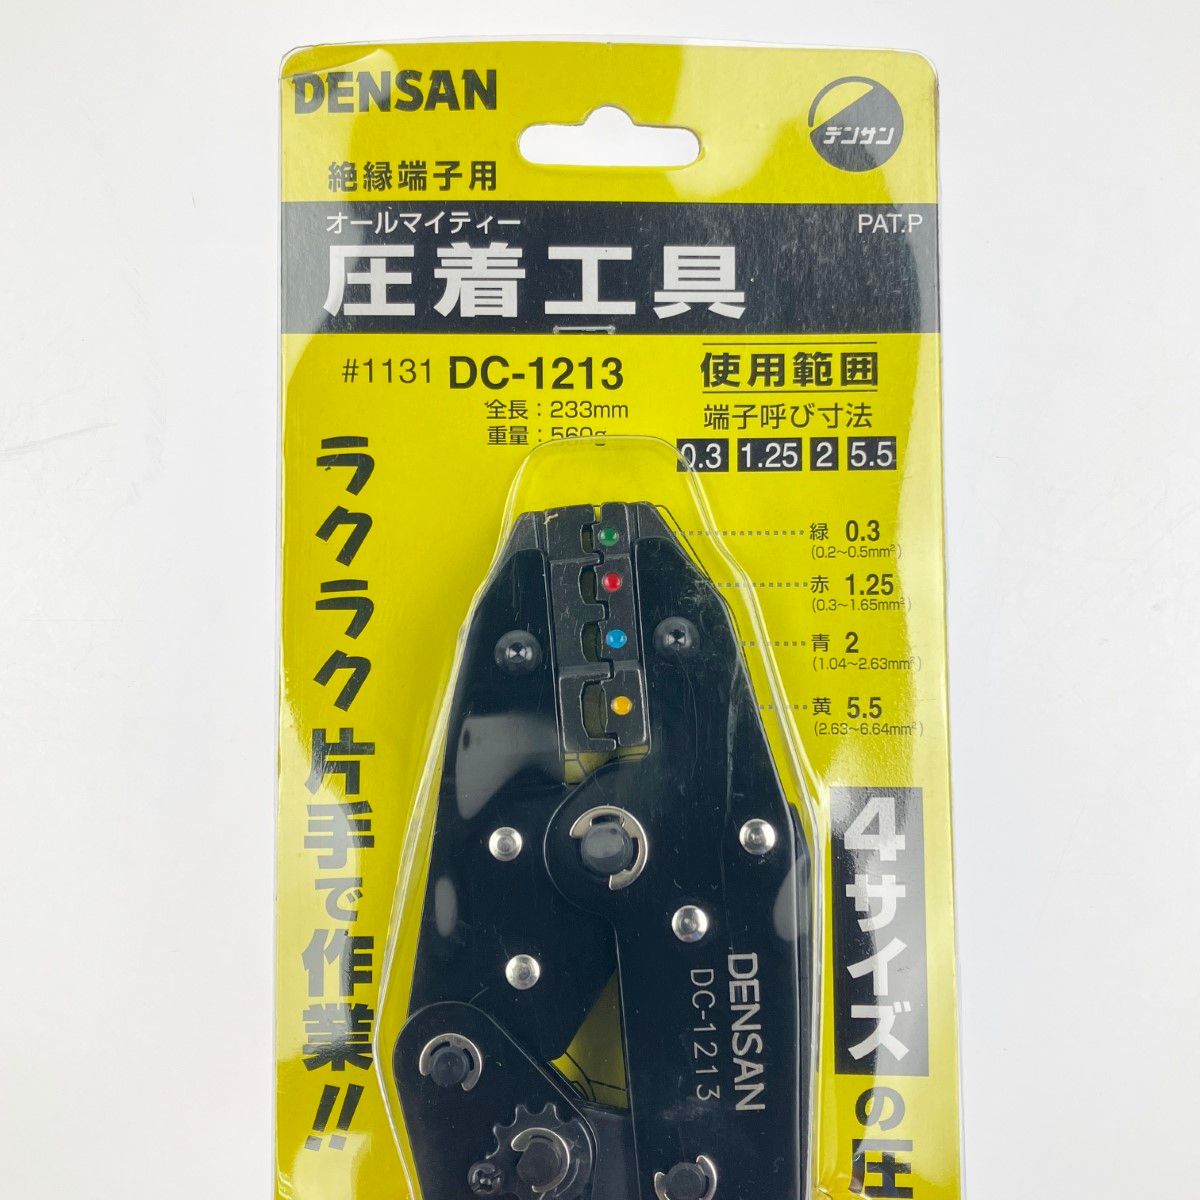 DENSAN
デンサン
絶縁端子用
オールマイティー
PAT.P
圧着工具
#1131 DC-1213
全長：233mm
重量：560g
使用範囲
端子呼び寸法
0.3 1.25 2 5.5
緑 0.3
(0.2〜0.5mm²)
赤 1.25
(0.3〜1.65mm²)
青 2
(1.04〜2.63mm²)
黄 5.5
(2.63〜6.64mm²)
ラクラク片手で作業!!
4サイズの圧
DENSAN
DC-1213